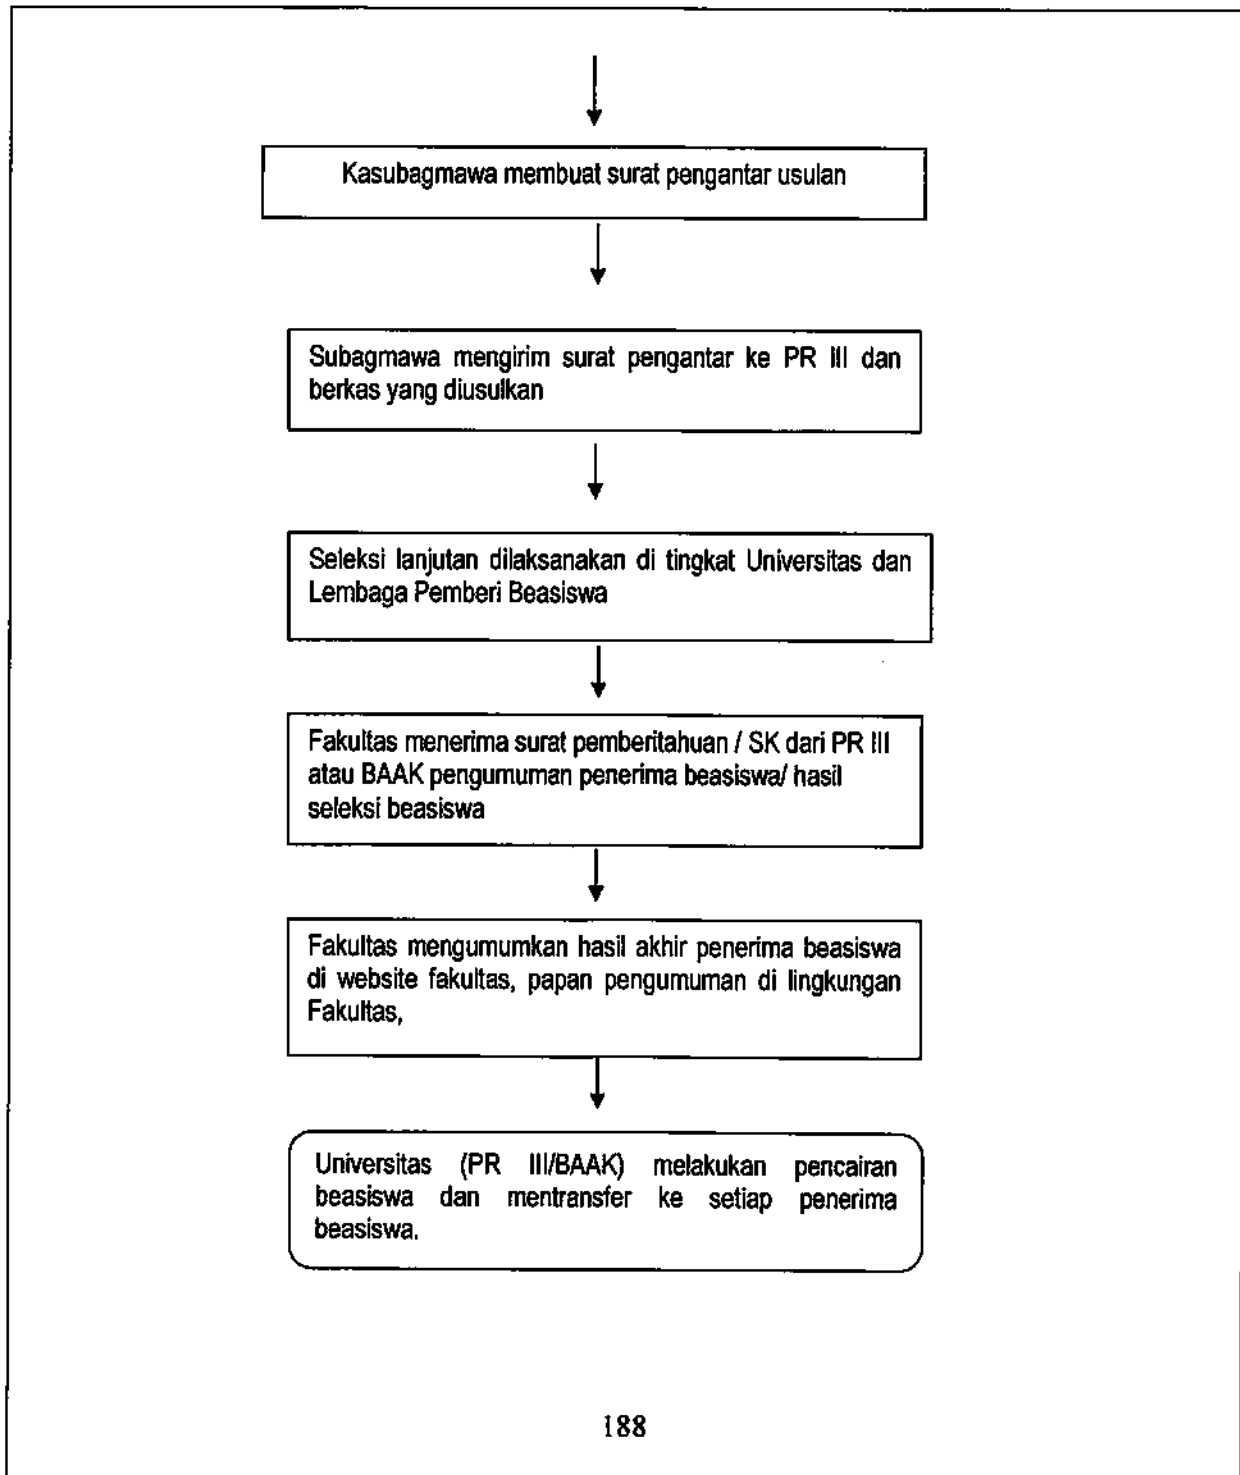 Kasubagmawa membuat surat pengantar usulan
Subagmawa mengirim surat pengantar ke PR III dan
berkas yang diusulkan
Seleksi lanjutan dilaksanakan di tingkat Universitas dan
Lembaga Pemberi Beasiswa
Fakultas menerima surat pemberitahuan / SK dari PR III
atau BAAK pengumuman penerima beasiswa/ hasil
seleksi beasiswa
Fakultas mengumumkan hasil akhir penerima beasiswa
di website fakultas, papan pengumuman di lingkungan
Fakultas,
Universitas (PR III/BAAK) melakukan pencairan
beasiswa dan mentransfer ke setiap penerima
beasiswa.
188